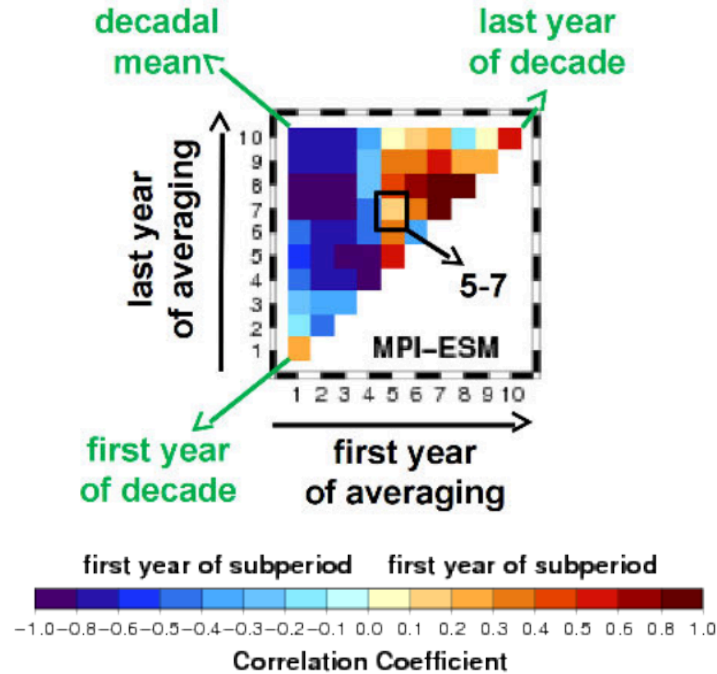 decadal
mean
last year
of decade
last year
of averaging
10
9
8
7
6
5
4
3
2
1
5-7
MPI-ESM
1 2 3 4 5 6 7 8 9 10
first year
of decade
first year
of averaging
first year of subperiod first year of subperiod
-1.0-0.8-0.6-0.5-0.4-0.3-0.2-0.1 0.0 0.1 0.2 0.3 0.4 0.5 0.6 0.8 1.0
Correlation Coefficient